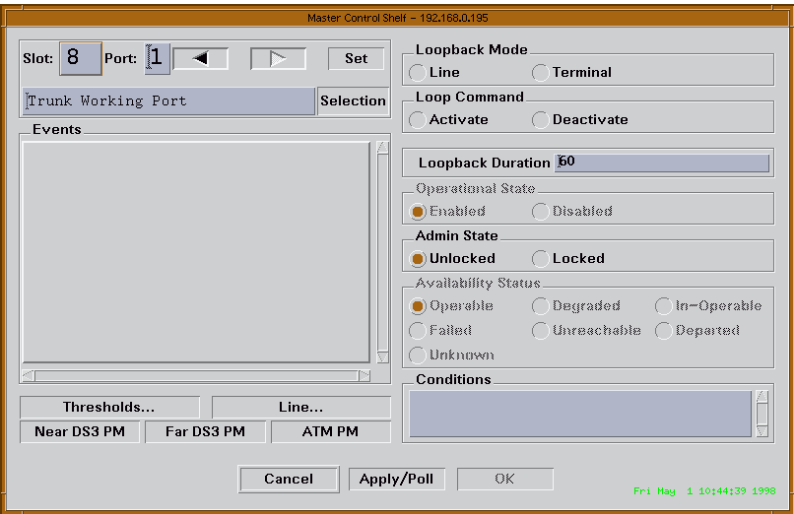 Master Control Shelf - 192.168.0.195
Slot: 8 Port: 1 Set
Trunk Working Port Selection
Events
Thresholds... Line...
Near DS3 PM Far DS3 PM ATM PM
Loopback Mode
Line Terminal
Loop Command
Activate Deactivate
Loopback Duration 60
Operational State
Enabled Disabled
Admin State
Unlocked Locked
Availability Status
Operable Degraded In-Operable
Failed Unreachable Departed
Unknown
Conditions
Cancel Apply/Poll OK
Fri May 1 10:44:39 1998